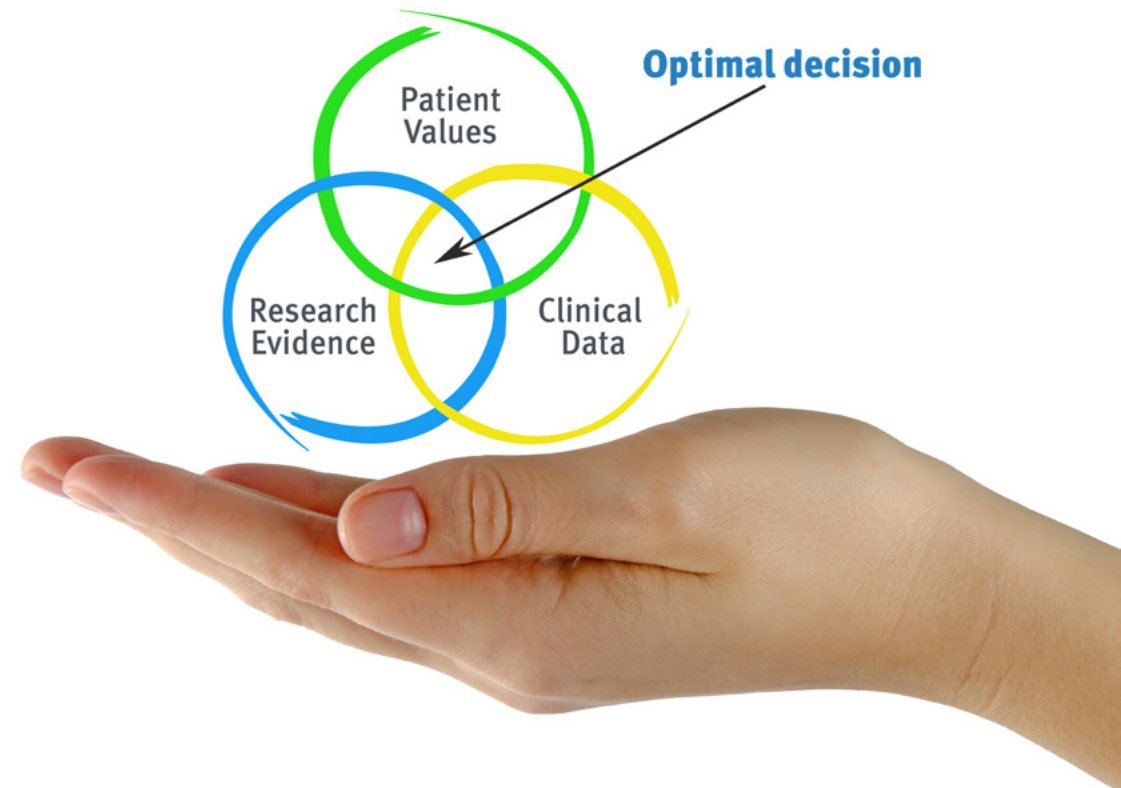 Optimal decision
Patient
Values
Research
Evidence
Clinical
Data